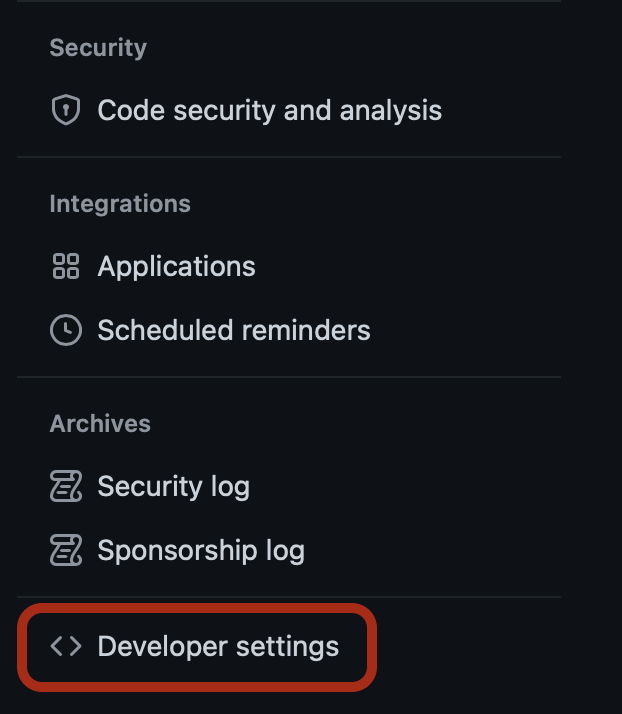 Security
Code security and analysis
Integrations
Applications
Scheduled reminders
Archives
Security log
Sponsorship log
Developer settings